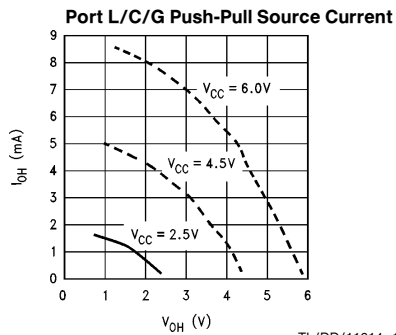 Port L/C/G Push-Pull Source Current
9
8
7
6
5
4
3
2
1
0
I_OH (mA)
V_CC = 6.0V
V_CC = 4.5V
V_CC = 2.5V
0 1 2 3 4 5 6
V_OH (V)